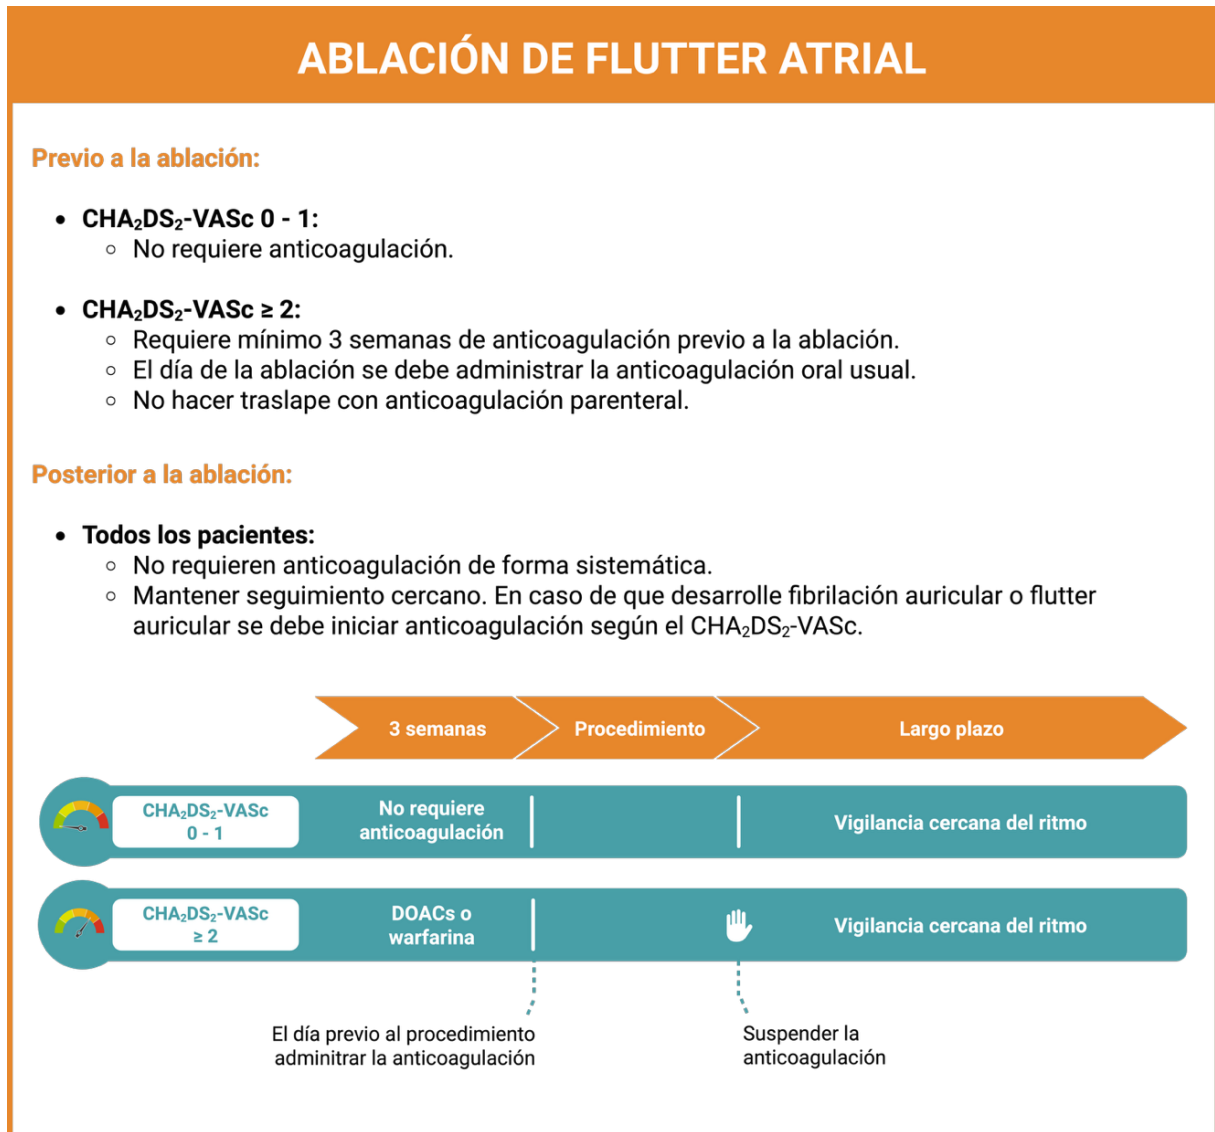 ABLACIÓN DE FLUTTER ATRIAL
Previo a la ablación:
• CHA₂DS₂-VASc 0 - 1:
○ No requiere anticoagulación.
• CHA₂DS₂-VASc ≥ 2:
○ Requiere mínimo 3 semanas de anticoagulación previo a la ablación.
○ El día de la ablación se debe administrar la anticoagulación oral usual.
○ No hacer traslape con anticoagulación parenteral.
Posterior a la ablación:
• Todos los pacientes:
○ No requieren anticoagulación de forma sistemática.
○ Mantener seguimiento cercano. En caso de que desarrolle fibrilación auricular o flutter
auricular se debe iniciar anticoagulación según el CHA₂DS₂-VASc.
3 semanas
Procedimiento
Largo plazo
CHA₂DS₂-VASc
0 - 1
No requiere
anticoagulación
Vigilancia cercana del ritmo
CHA₂DS₂-VASc
≥ 2
DOACs o
warfarina
Vigilancia cercana del ritmo
El día previo al procedimiento
adminitrar la anticoagulación
Suspender la
anticoagulación